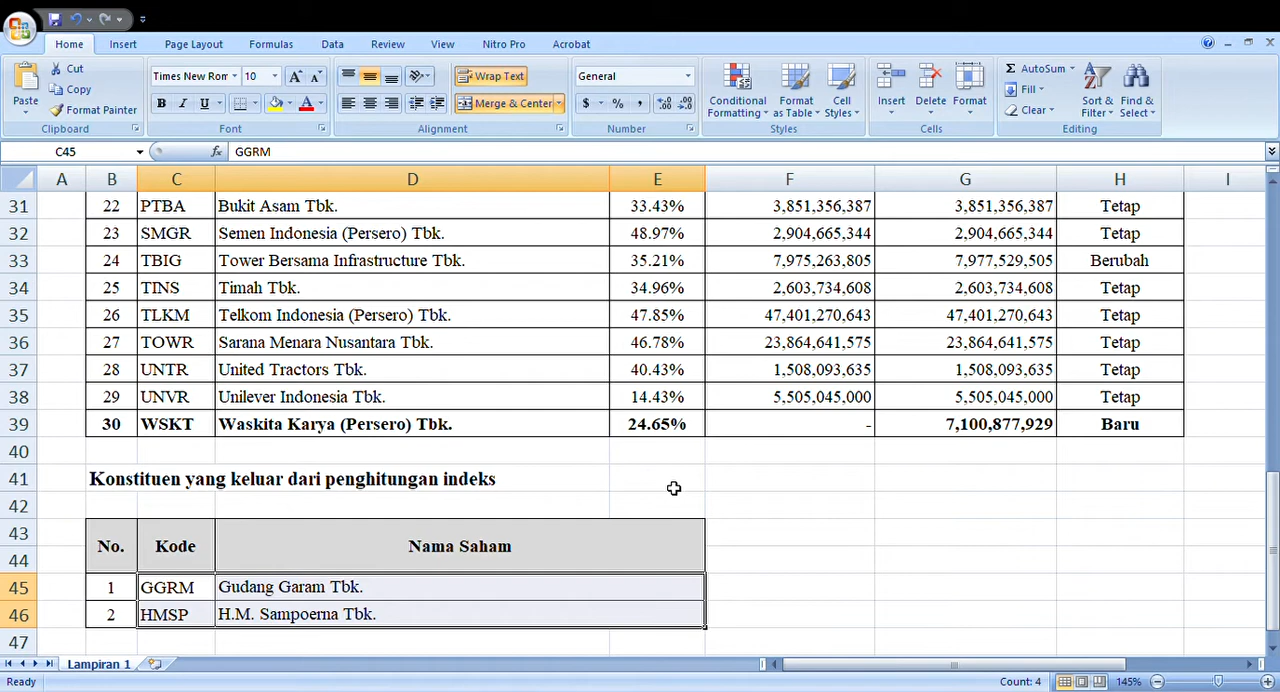 Home Insert Page Layout Formulas Data Review View Nitro Pro Acrobat
Paste Cut Copy Format Painter Clipboard
Times New Rom 10 B I U A A A Font
Wrap Text Merge & Center Alignment
General $ % , Number
Conditional Formatting Format as Table Cell Styles Styles
Insert Delete Format Cells
Σ AutoSum Fill Clear Sort & Filter Find & Select Editing
C45 fx GGRM
A B C D E F G H I
31 22 PTBA Bukit Asam Tbk. 33.43% 3,851,356,387 3,851,356,387 Tetap
32 23 SMGR Semen Indonesia (Persero) Tbk. 48.97% 2,904,665,344 2,904,665,344 Tetap
33 24 TBIG Tower Bersama Infrastructure Tbk. 35.21% 7,975,263,805 7,977,529,505 Berubah
34 25 TINS Timah Tbk. 34.96% 2,603,734,608 2,603,734,608 Tetap
35 26 TLKM Telkom Indonesia (Persero) Tbk. 47.85% 47,401,270,643 47,401,270,643 Tetap
36 27 TOWR Sarana Menara Nusantara Tbk. 46.78% 23,864,641,575 23,864,641,575 Tetap
37 28 UNTR United Tractors Tbk. 40.43% 1,508,093,635 1,508,093,635 Tetap
38 29 UNVR Unilever Indonesia Tbk. 14.43% 5,505,045,000 5,505,045,000 Tetap
39 30 WSKT Waskita Karya (Persero) Tbk. 24.65% - 7,100,877,929 Baru
40
41 Konstituen yang keluar dari penghitungan indeks
42
43
No. Kode Nama Saham
44
45 1 GGRM Gudang Garam Tbk.
46 2 HMSP H.M. Sampoerna Tbk.
47
Lampiran 1
Ready Count: 4 145%